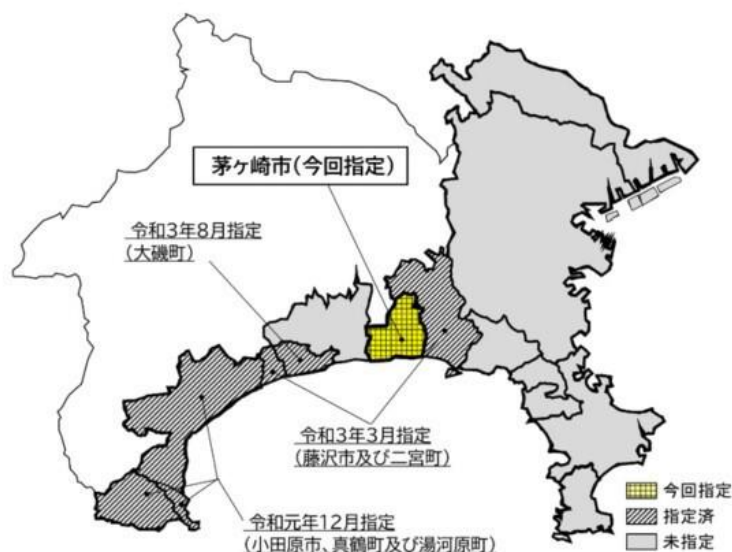 茅ヶ崎市(今回指定)
令和3年8月指定
(大磯町)
令和3年3月指定
(藤沢市及び二宮町)
令和元年12月指定
(小田原市、真鶴町及び湯河原町)
今回指定
指定済
未指定